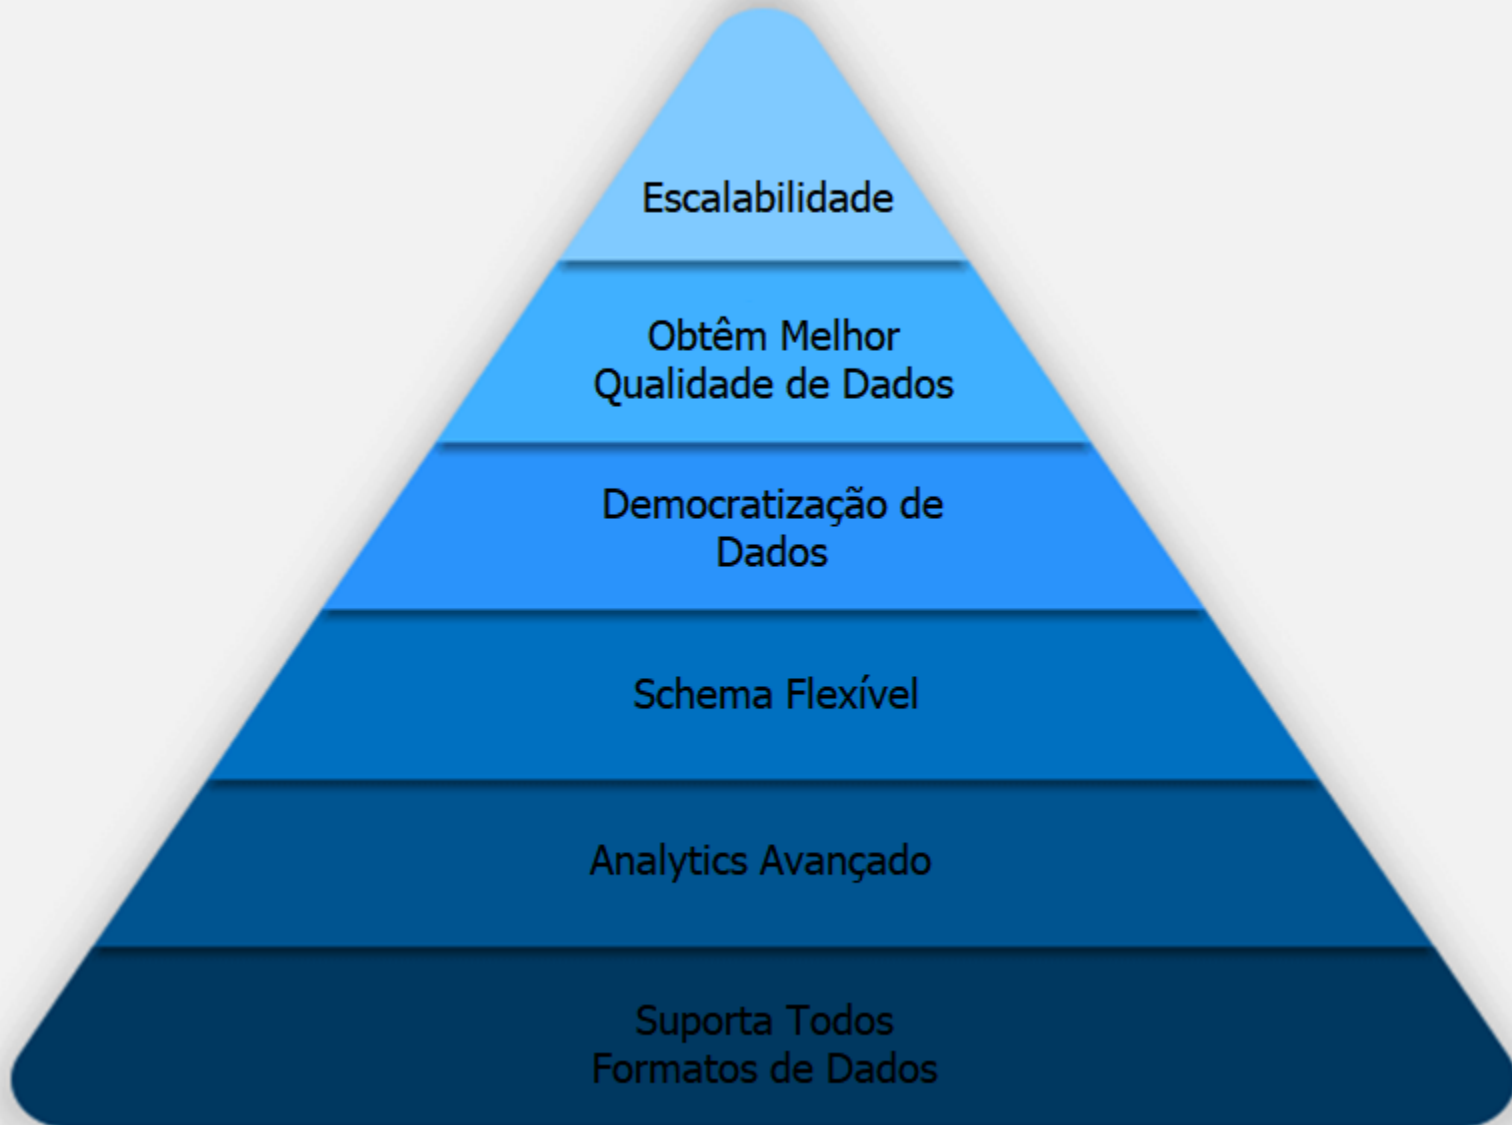 Escalabilidade
Obtêm Melhor
Qualidade de Dados
Democratização de
Dados
Schema Flexível
Analytics Avançado
Suporta Todos
Formatos de Dados